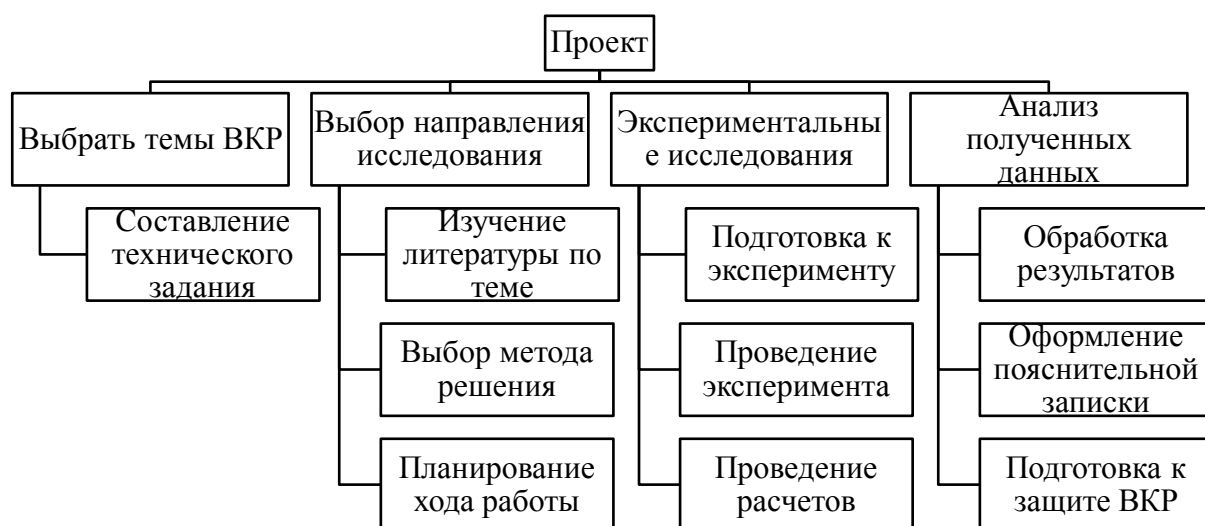 Проект
Выбрать темы ВКР
Выбор направления
исследования
Экспериментальны
е исследования
Анализ
полученных
данных
Составление
технического
задания
Изучение
литературы по
теме
Подготовка к
эксперименту
Обработка
результатов
Выбор метода
решения
Проведение
эксперимента
Оформление
пояснительной
записки
Планирование
хода работы
Проведение
расчетов
Подготовка к
защите ВКР